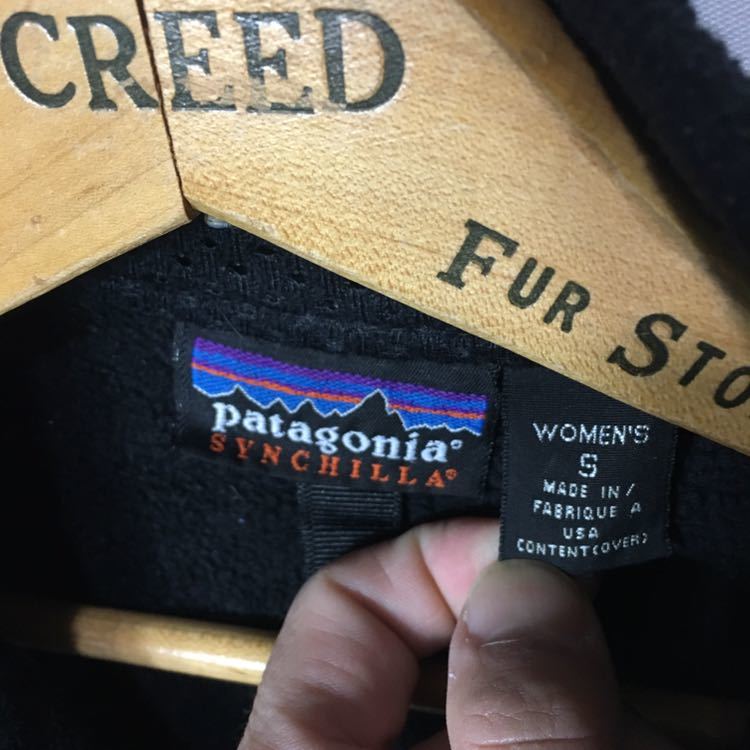 CREED
FUR STO
patagonia®
SYNCHILLA®
WOMEN'S
S
MADE IN /
FABRIQUE A
USA
CONTENT(OVER)